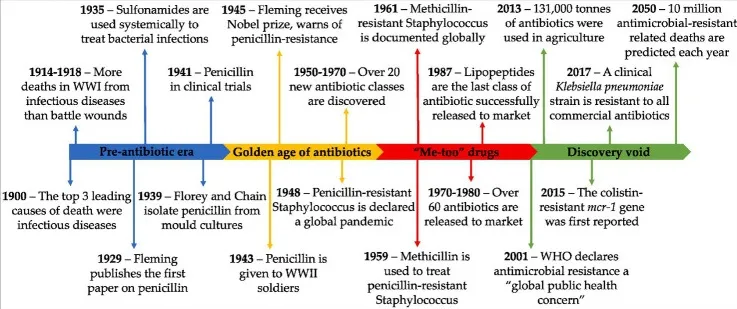 1935 – Sulfonamides are
used systemically to
treat bacterial infections
1945 – Fleming receives
Nobel prize, warns of
penicillin-resistance
1961 – Methicillin-
resistant Staphylococcus
is documented globally
2013 – 131,000 tonnes
of antibiotics were
used in agriculture
2050 – 10 million
antimicrobial-resistant
related deaths are
predicted each year
1914-1918 – More
deaths in WWI from
infectious diseases
than battle wounds
1941 – Penicillin
in clinical trials
1950-1970 – Over 20
new antibiotic classes
are discovered
1987 – Lipopeptides
are the last class of
antibiotic successfully
released to market
2017 – A clinical
Klebsiella pneumoniae
strain is resistant to all
commercial antibiotics
Pre-antibiotic era
Golden age of antibiotics
“Me-too” drugs
Discovery void
1900 – The top 3 leading
causes of death were
infectious diseases
1939 – Florey and Chain
isolate penicillin from
mould cultures
1948 – Penicillin-resistant
Staphylococcus is declared
a global pandemic
1970-1980 – Over
60 antibiotics are
released to market
2015 – The colistin-
resistant mcr-1 gene
was first reported
1929 – Fleming
publishes the first
paper on penicillin
1943 – Penicillin is
given to WWII
soldiers
1959 – Methicillin is
used to treat
penicillin-resistant
Staphylococcus
2001 – WHO declares
antimicrobial resistance a
“global public health
concern”